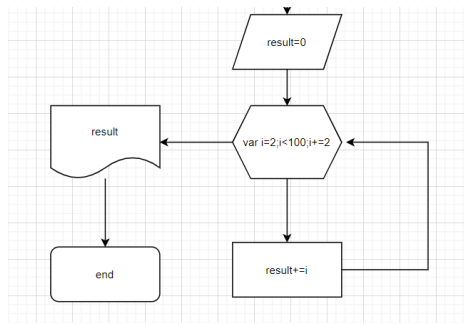 result=0
result
var i=2;i<100;i+=2
end
result+=i